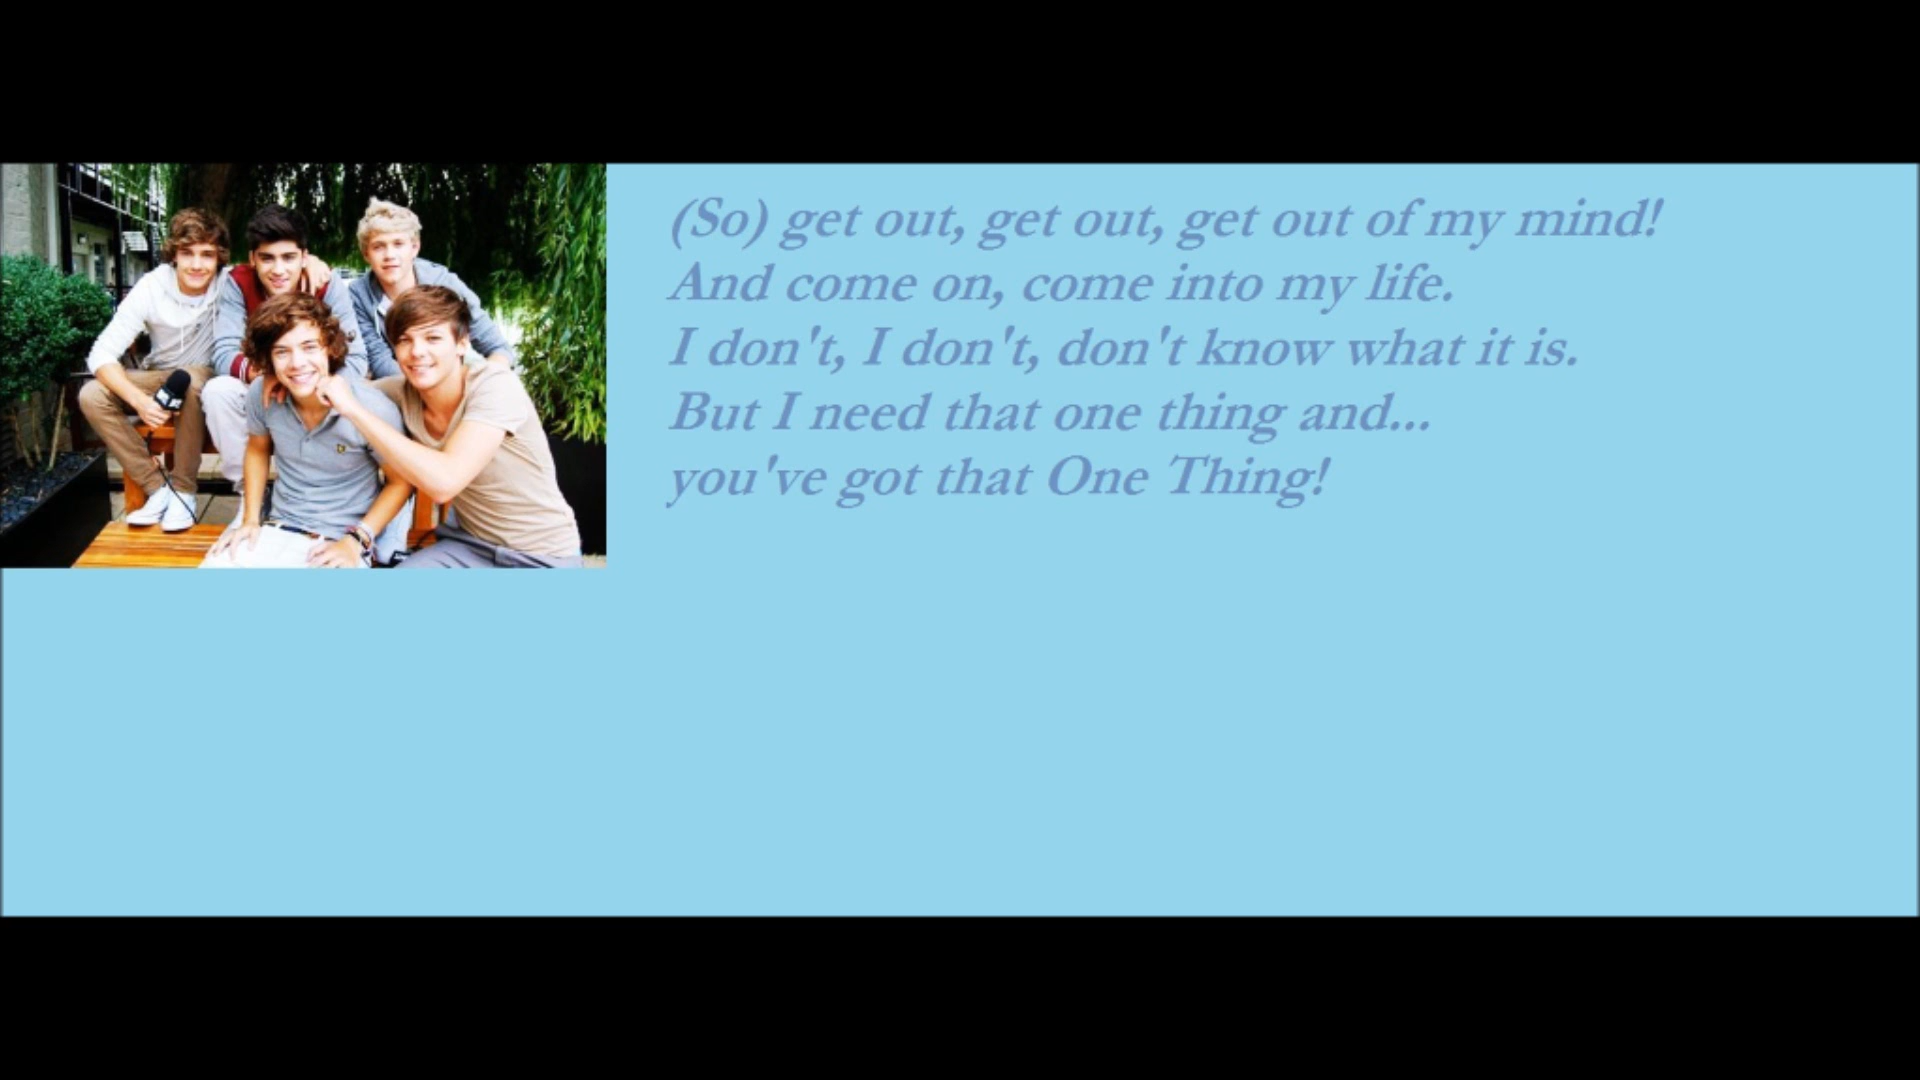 (So) get out, get out, get out of my mind!
And come on, come into my life.
I don't, I don't, don't know what it is.
But I need that one thing and...
you've got that One Thing!